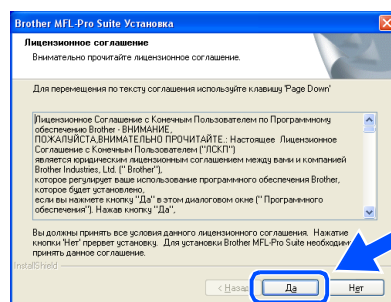 Brother MFL-Pro Suite Установка
Лицензионное соглашение
Внимательно прочитайте лицензионное соглашение.
Для перемещения по тексту соглашения используйте клавишу 'Page Down'
Лицензионное Соглашение с Конечным Пользователем по Программному
обеспечению Brother - ВНИМАНИЕ,
ПОЖАЛУЙСТА,ВНИМАТЕЛЬНО ПРОЧИТАЙТЕ.: Настоящее Лицензионное
Соглашение с Конечным Пользователем ("ЛСКП")
является юридическим лицензионным соглашением между вами и компанией
Brother Industries, Ltd. (" Brother"),
которое регулирует ваше использование программного обеспечения Brother,
которое будет установлено,
если вы нажмете кнопку "Да" в этом диалоговом окне (" Программного
обеспечения"). Нажав кнопку "Да",
Вы должны принять все условия данного лицензионного соглашения. Нажатие
кнопки 'Нет' прервет установку. Для установки Brother MFL-Pro Suite необходимо
принять данное соглашение.
InstallShield
< Назад
Да
Нет